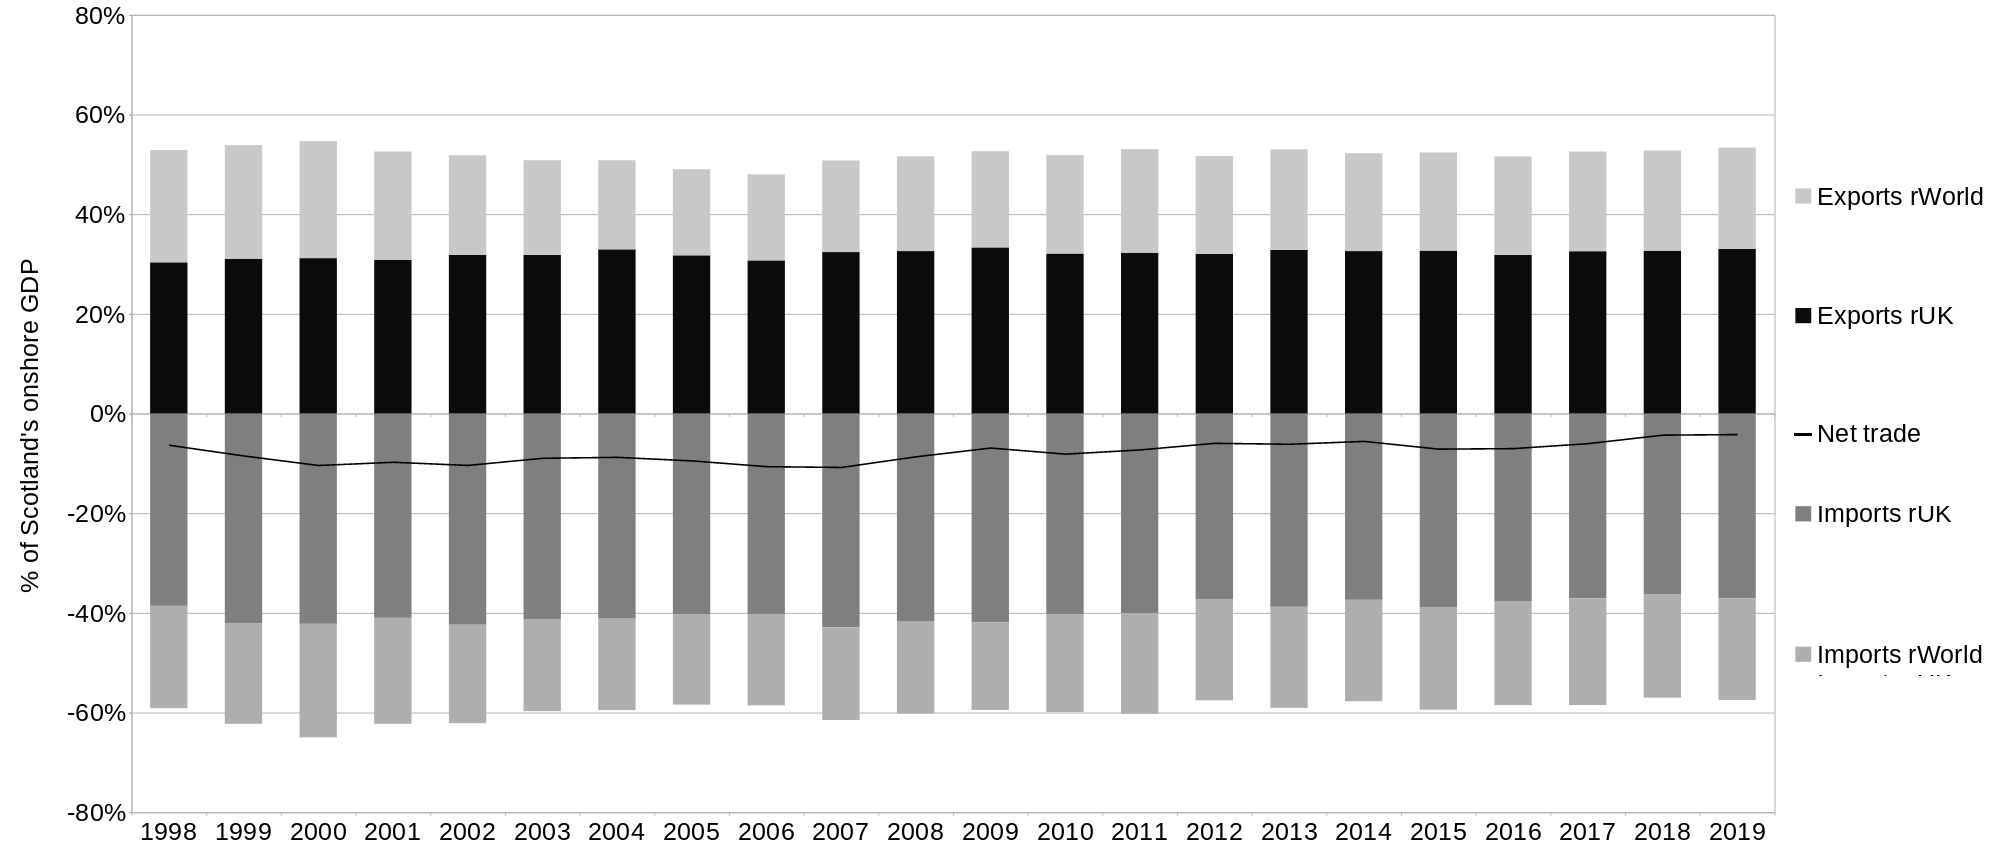 80%
60%
40%
20%
0%
-20%
-40%
-60%
-80%
% of Scotland's onshore GDP
1998 1999 2000 2001 2002 2003 2004 2005 2006 2007 2008 2009 2010 2011 2012 2013 2014 2015 2016 2017 2018 2019
Exports rWorld
Exports rUK
Net trade
Imports rUK
Imports rWorld